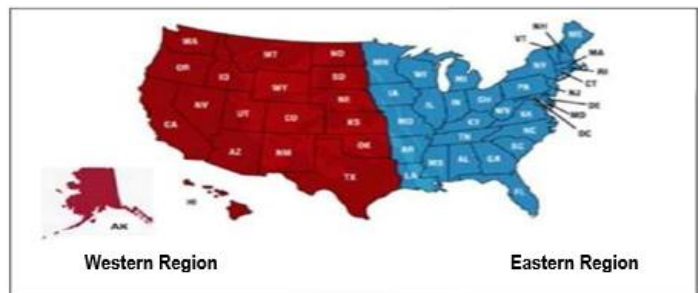 WA
MT
ND
MN
OR
ID
WY
SD
WI
MI
NV
UT
CO
NE
IA
IL
IN
OH
CA
AZ
NM
KS
MO
KY
WV
VA
OK
AR
TN
NC
TX
LA
MS
AL
GA
SC
FL
PA
NY
ME
NH
VT
MA
RI
CT
NJ
DE
MD
DC
HI
AK
Western Region
Eastern Region